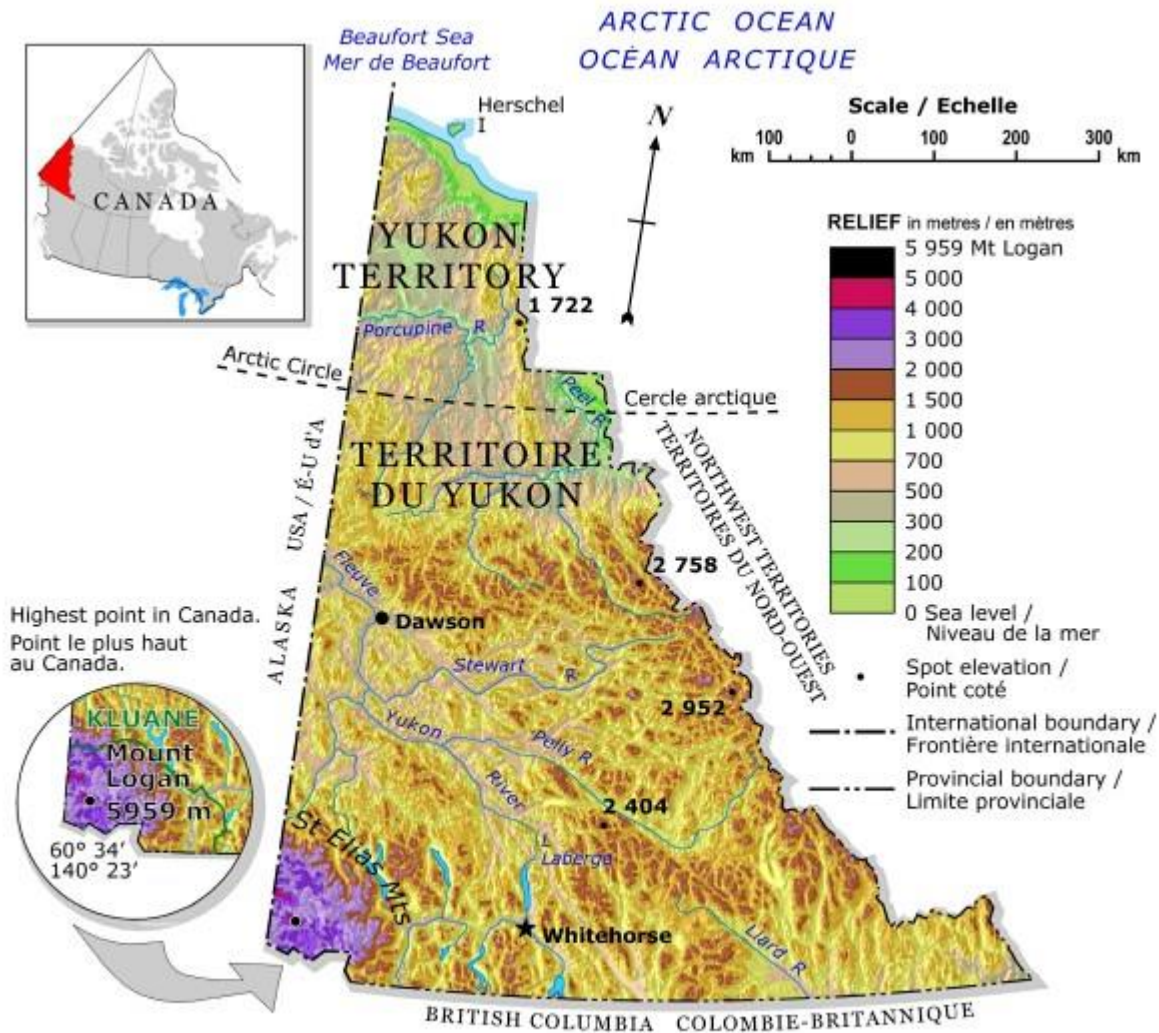 ARCTIC OCEAN
OCÉAN ARCTIQUE
Beaufort Sea
Mer de Beaufort
Herschel
I
N
CANADA
Scale / Echelle
100 0 100 200 300
km km
RELIEF in metres / en mètres
5 959 Mt Logan
5 000
4 000
3 000
2 000
1 500
1 000
700
500
300
200
100
0 Sea level /
Niveau de la mer
Spot elevation /
Point coté
International boundary /
Frontière internationale
Provincial boundary /
Limite provinciale
YUKON
TERRITORY
1 722
Porcupine R
Arctic Circle
Cercle arctique
Peel R
TERRITOIRE
DU YUKON
NORTHWEST TERRITORIES
TERRITOIRES DU NORD-OUEST
ALASKA USA / É-U d'A
2 758
Fleuve
Dawson
Stewart R
2 952
Yukon
River
Pelly R
2 404
L
Laberge
St Elias Mts
Whitehorse
Liard R
BRITISH COLUMBIA COLOMBIE-BRITANNIQUE
Highest point in Canada.
Point le plus haut
au Canada.
KLUANE
Mount
Logan
5959 m
60° 34′
140° 23′